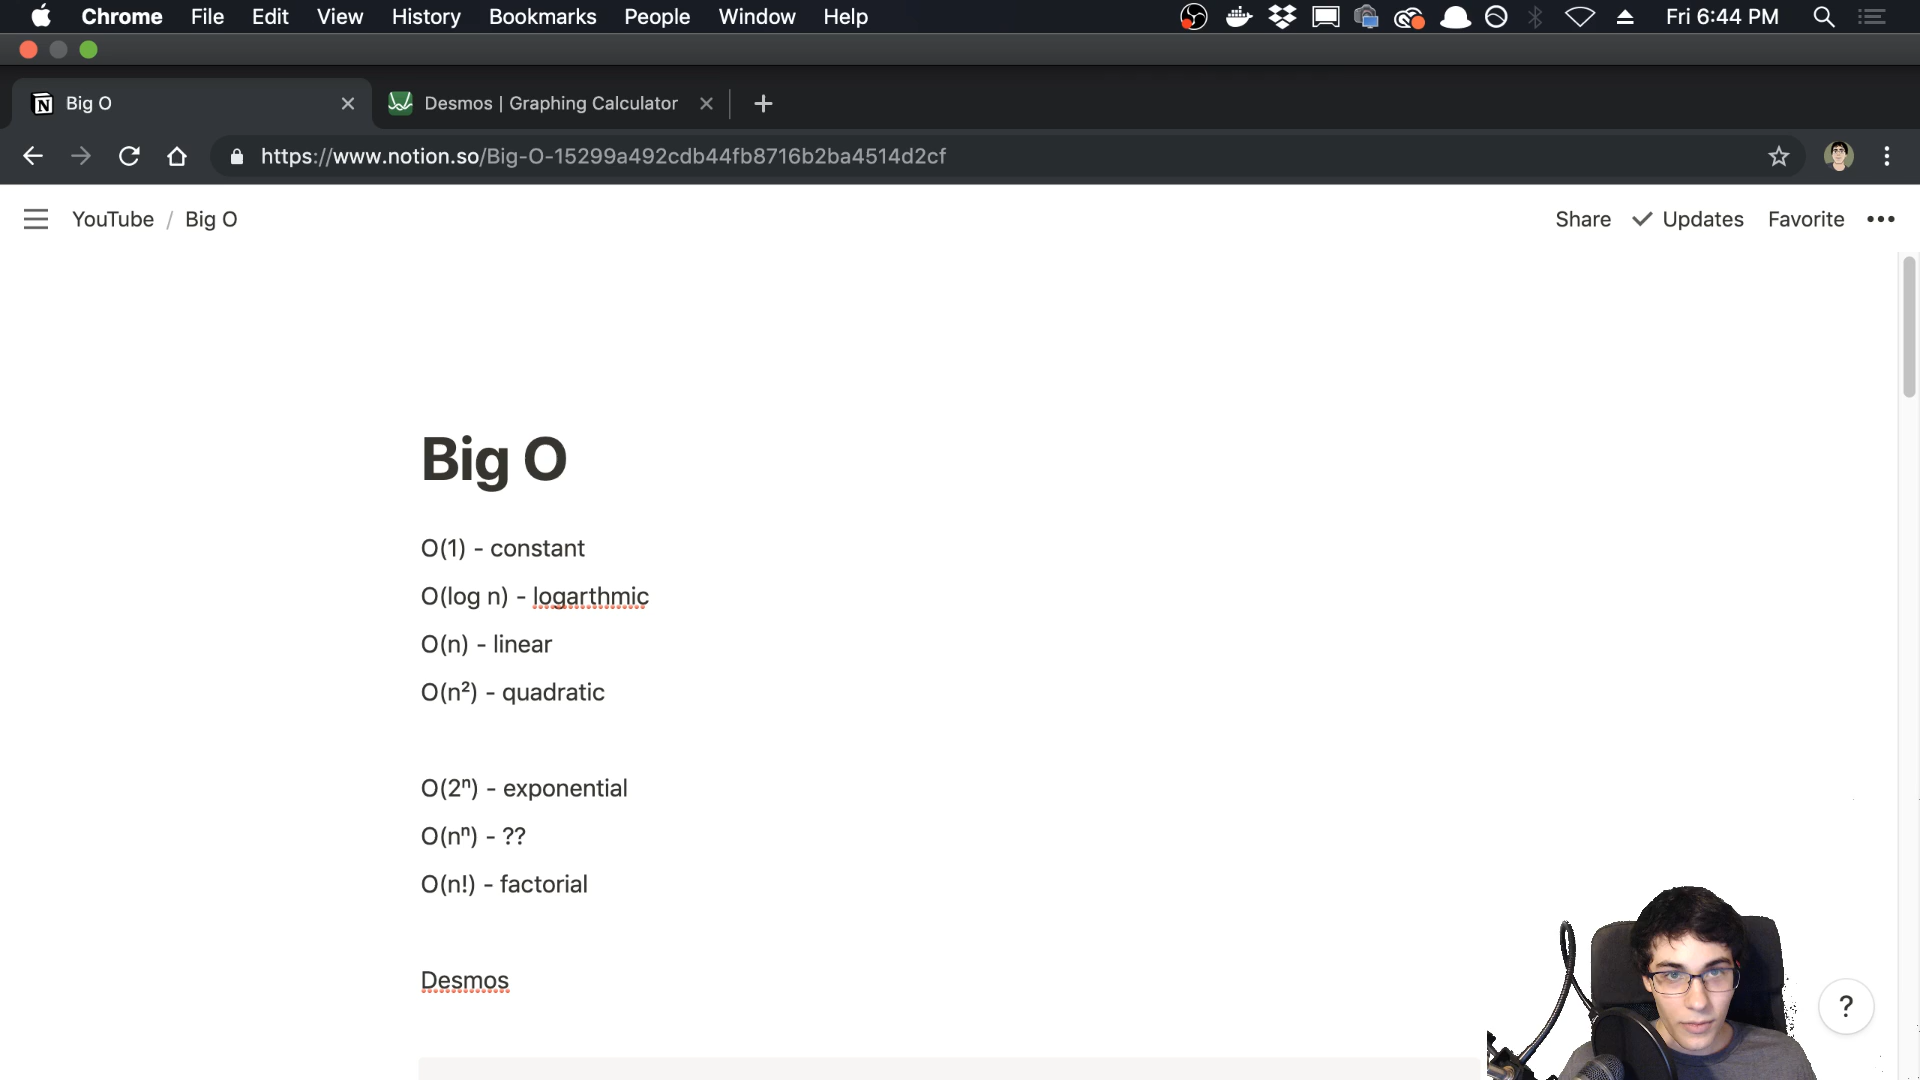 Chrome File Edit View History Bookmarks People Window Help Fri 6:44 PM
Big O Desmos | Graphing Calculator
https://www.notion.so/Big-O-15299a492cdb44fb8716b2ba4514d2cf
YouTube / Big O Share Updates Favorite
Big O
O(1) - constant
O(log n) - logarthmic
O(n) - linear
O(n²) - quadratic
O(2ⁿ) - exponential
O(nⁿ) - ??
O(n!) - factorial
Desmos
?